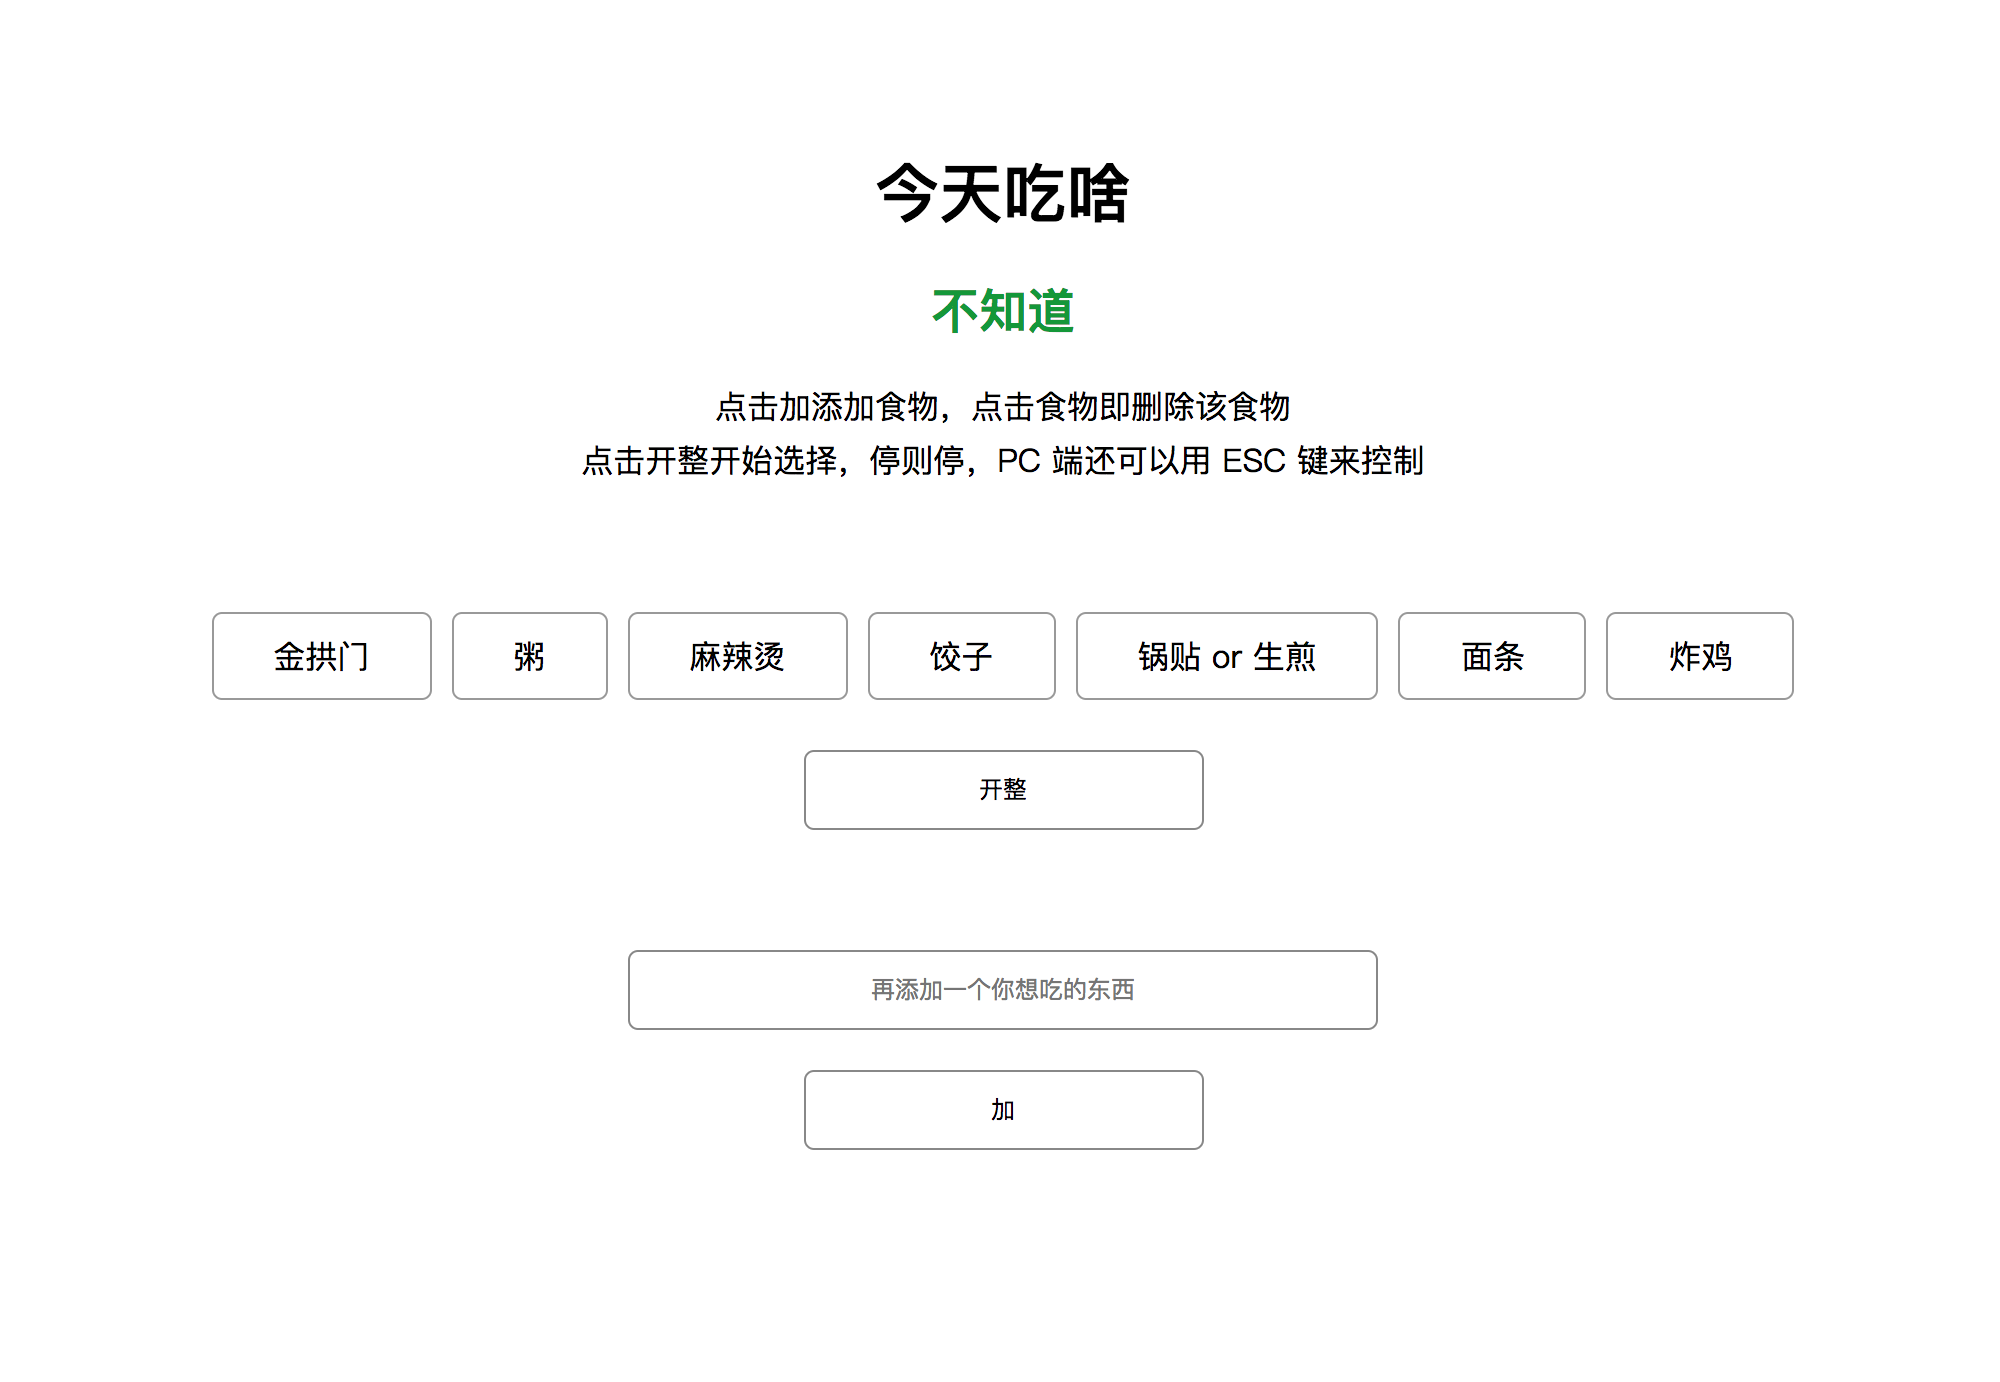 今天吃啥
不知道
点击加添加食物，点击食物即删除该食物
点击开整开始选择，停则停，PC 端还可以用 ESC 键来控制
金拱门 粥 麻辣烫 饺子 锅贴 or 生煎 面条 炸鸡
开整
再添加一个你想吃的东西
加